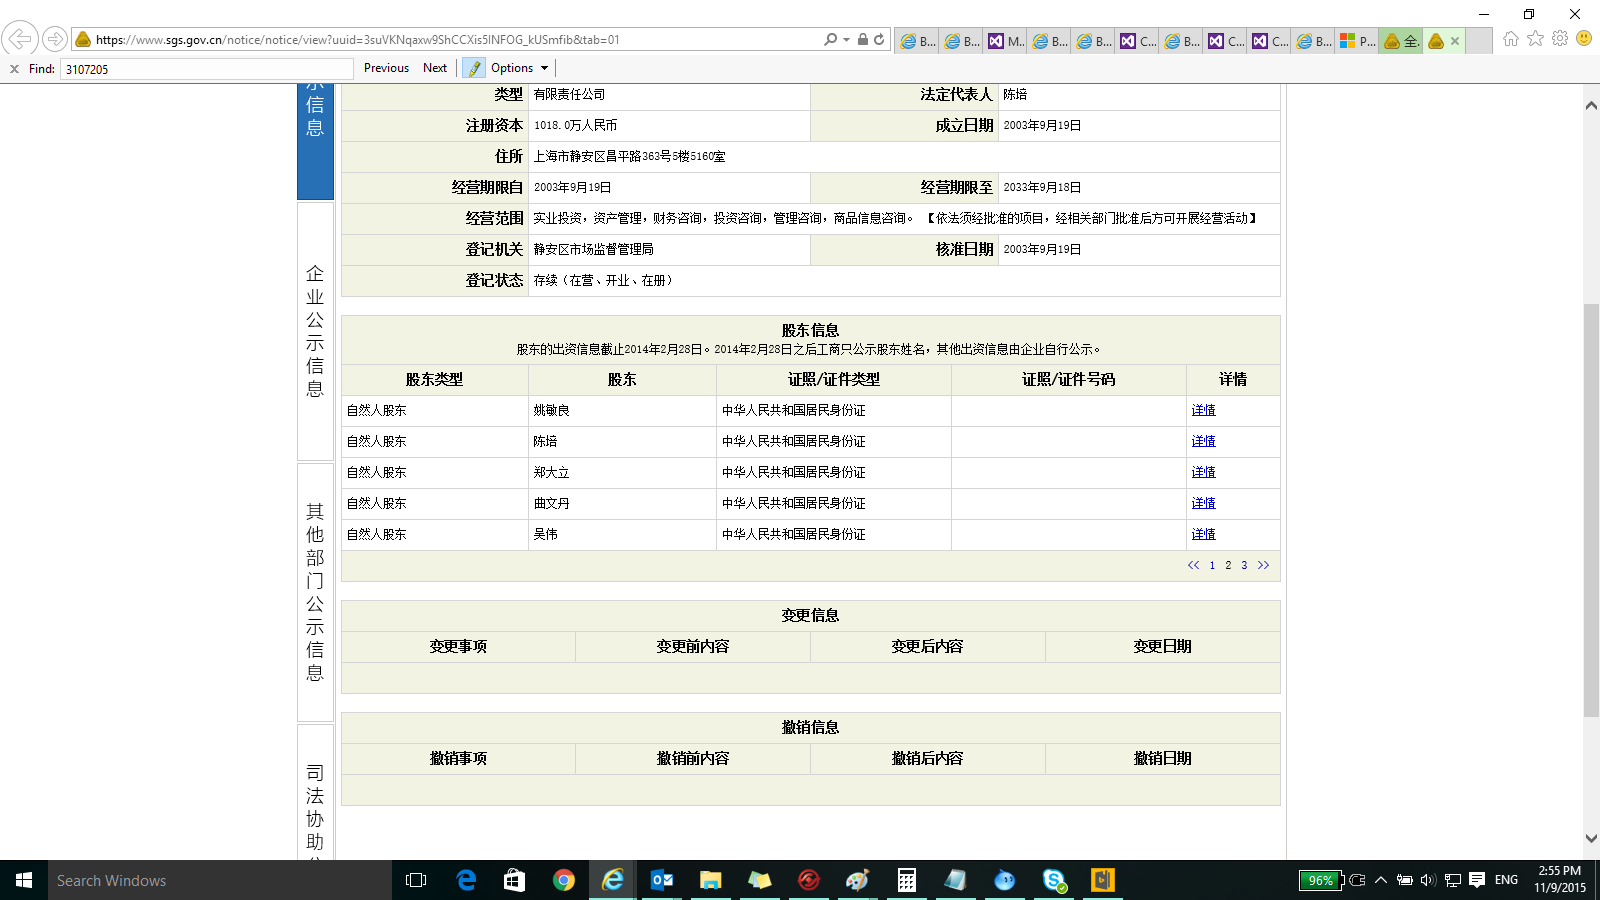 https://www.sgs.gov.cn/notice/notice/view?uuid=3suVKNqaxw9ShCCXis5lNFOG_kUSmfib&tab=01
B... B... M.. B... B... C... B... C... C... B... P... 全.
Find: 3107205 Previous Next Options
示信息
类型 有限责任公司 法定代表人 陈培
注册资本 1018.0万人民币 成立日期 2003年9月19日
住所 上海市静安区昌平路363号5楼5160室
经营期限自 2003年9月19日 经营期限至 2033年9月18日
经营范围 实业投资，资产管理，财务咨询，投资咨询，管理咨询，商品信息咨询。 【依法须经批准的项目，经相关部门批准后方可开展经营活动】
登记机关 静安区市场监督管理局 核准日期 2003年9月19日
登记状态 存续（在营、开业、在册）
企业公示信息
股东信息
股东的出资信息截止2014年2月28日。2014年2月28日之后工商只公示股东姓名，其他出资信息由企业自行公示。
股东类型 股东 证照/证件类型 证照/证件号码 详情
自然人股东 姚敏良 中华人民共和国居民身份证 详情
自然人股东 陈培 中华人民共和国居民身份证 详情
自然人股东 郑大立 中华人民共和国居民身份证 详情
自然人股东 曲文丹 中华人民共和国居民身份证 详情
自然人股东 吴伟 中华人民共和国居民身份证 详情
<< 1 2 3 >>
其他部门公示信息
变更信息
变更事项 变更前内容 变更后内容 变更日期
撤销信息
撤销事项 撤销前内容 撤销后内容 撤销日期
司法协助
Search Windows
96% ENG
2:55 PM
11/9/2015